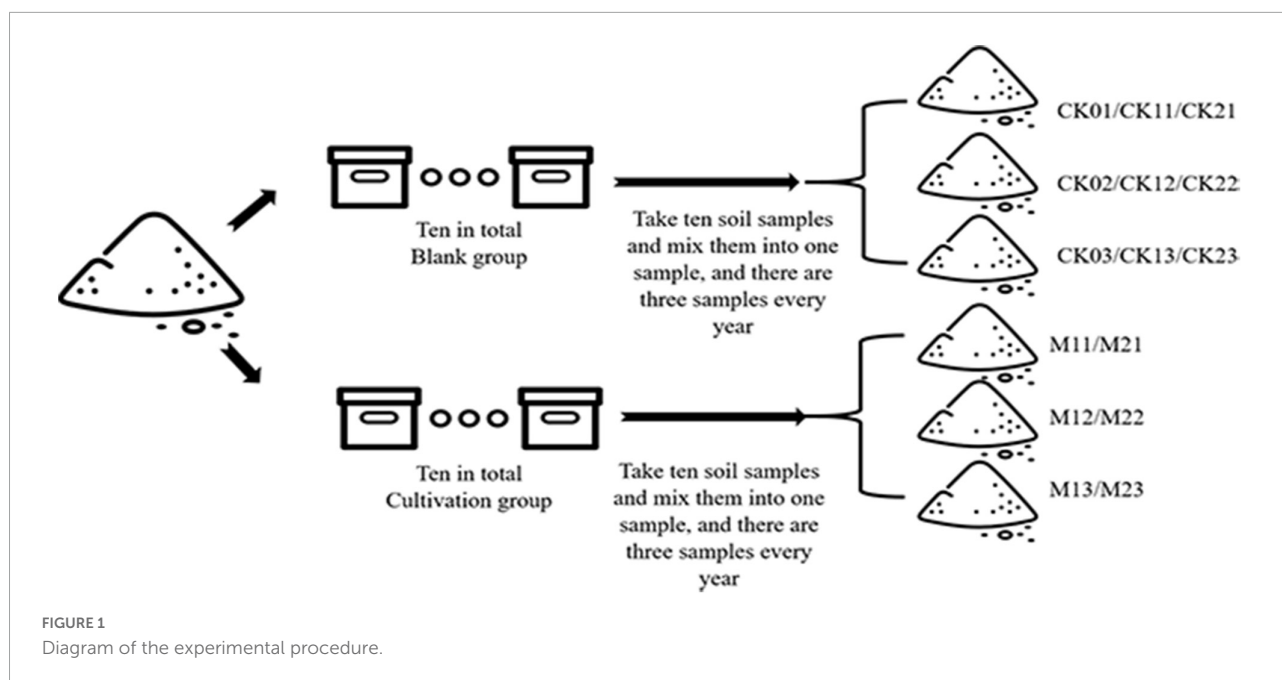 Ten in total
Blank group
Take ten soil samples
and mix them into one
sample, and there are
three samples every
year
CK01/CK11/CK21
CK02/CK12/CK22
CK03/CK13/CK23
Ten in total
Cultivation group
Take ten soil samples
and mix them into one
sample, and there are
three samples every
year
M11/M21
M12/M22
M13/M23
FIGURE 1
Diagram of the experimental procedure.